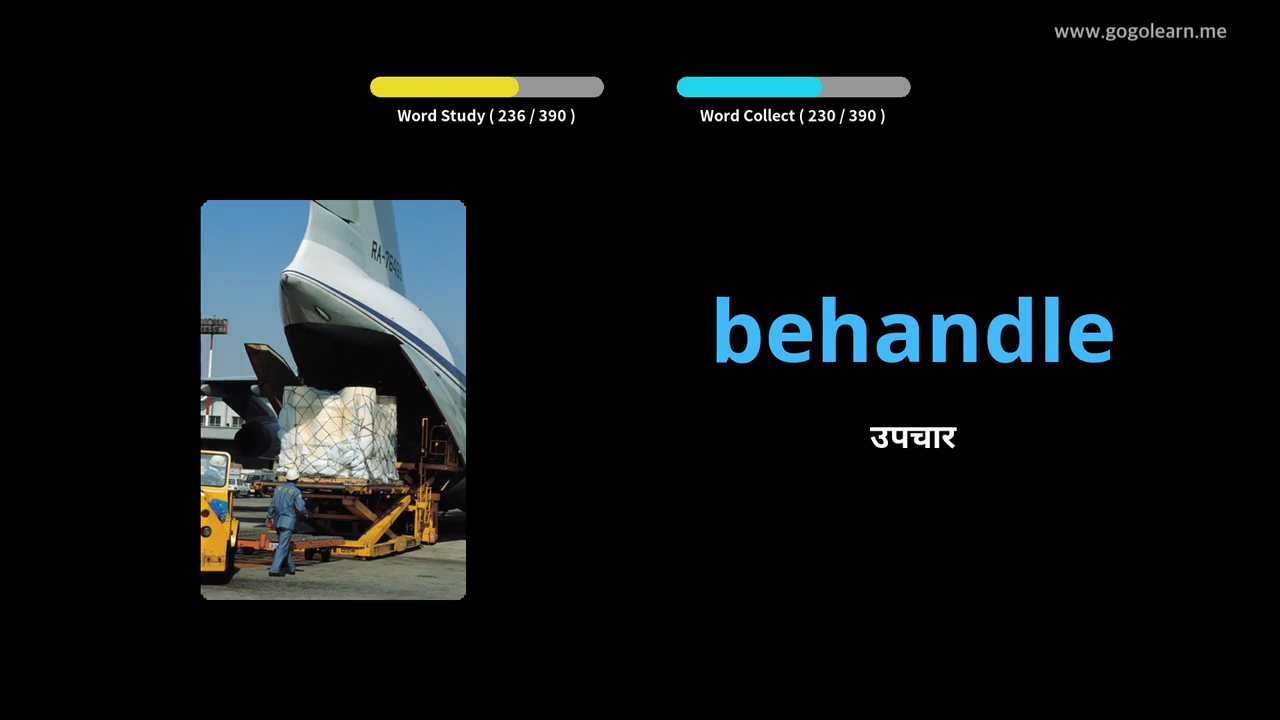 www.gogolearn.me
Word Study ( 236 / 390 )
Word Collect ( 230 / 390 )
behandle
उपचार